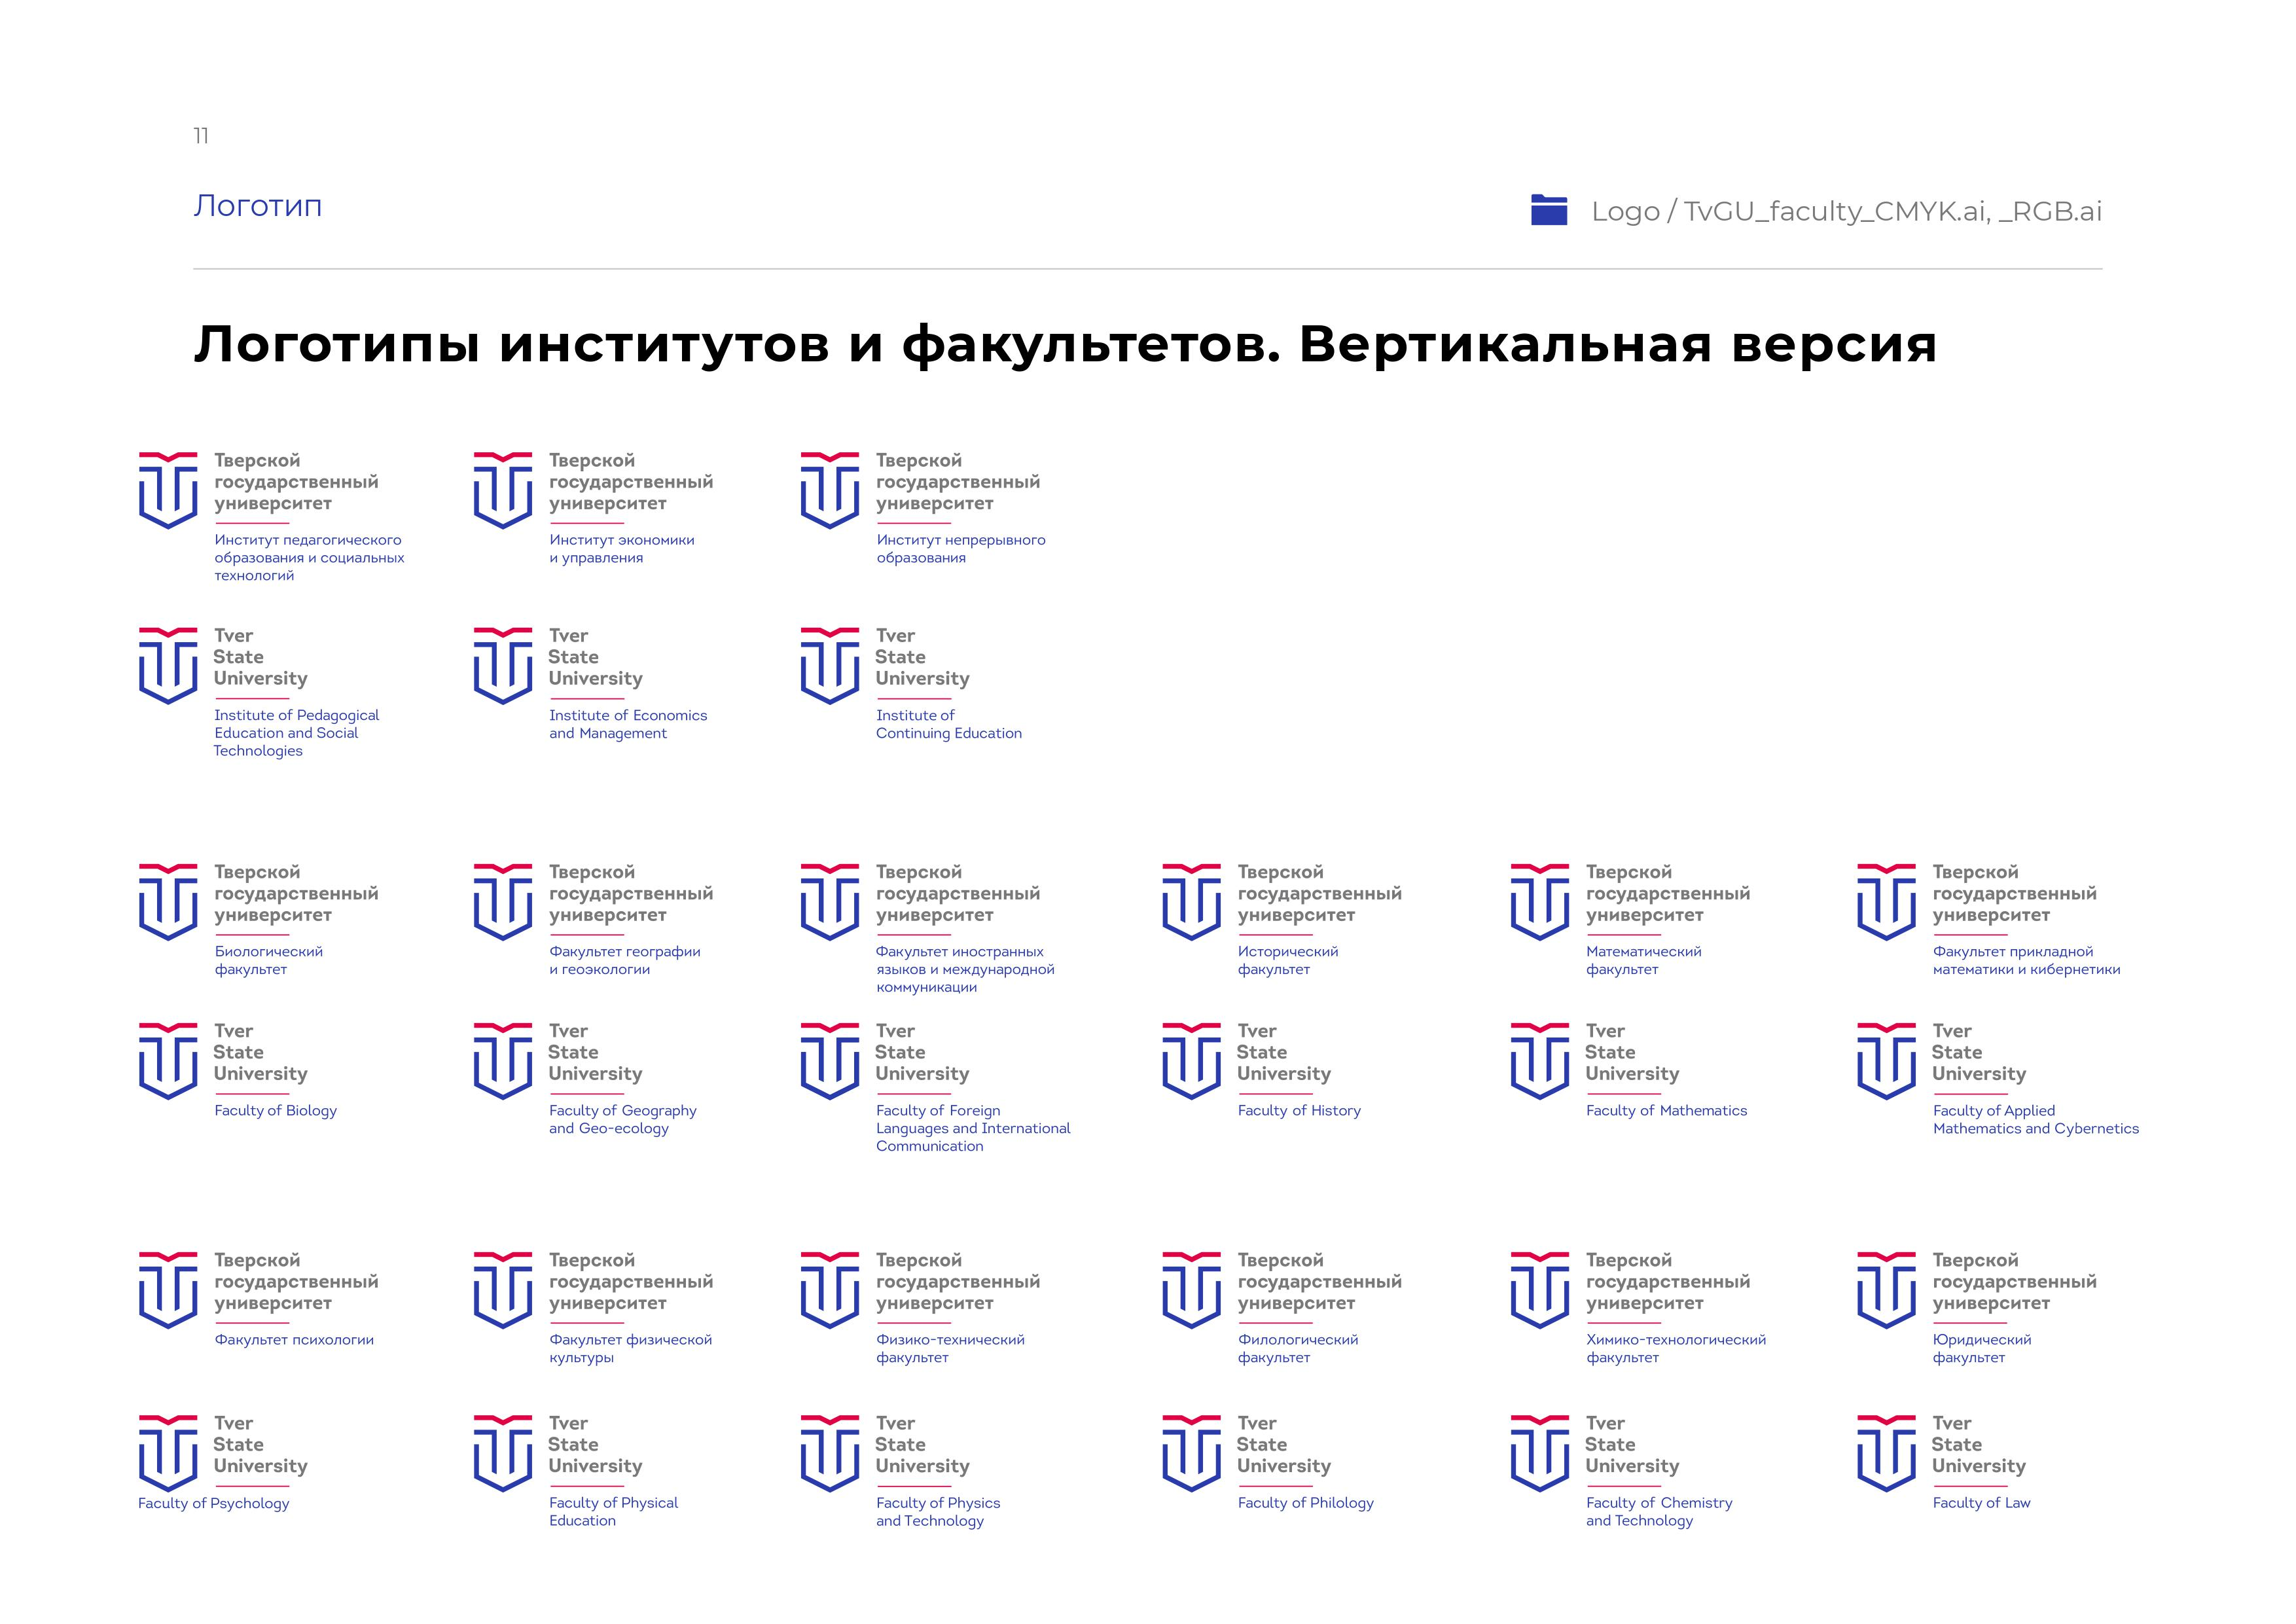 11
Логотип
Logo / TvGU_faculty_CMYK.ai, _RGB.ai
Логотипы институтов и факультетов. Вертикальная версия
Тверской
государственный
университет
Институт педагогического
образования и социальных
технологий
Тверской
государственный
университет
Институт экономики
и управления
Тверской
государственный
университет
Институт непрерывного
образования
Tver
State
University
Institute of Pedagogical
Education and Social
Technologies
Tver
State
University
Institute of Economics
and Management
Tver
State
University
Institute of
Continuing Education
Тверской
государственный
университет
Биологический
факультет
Тверской
государственный
университет
Факультет географии
и геоэкологии
Тверской
государственный
университет
Факультет иностранных
языков и международной
коммуникации
Тверской
государственный
университет
Исторический
факультет
Тверской
государственный
университет
Математический
факультет
Тверской
государственный
университет
Факультет прикладной
математики и кибернетики
Tver
State
University
Faculty of Biology
Tver
State
University
Faculty of Geography
and Geo-ecology
Tver
State
University
Faculty of Foreign
Languages and International
Communication
Tver
State
University
Faculty of History
Tver
State
University
Faculty of Mathematics
Tver
State
University
Faculty of Applied
Mathematics and Cybernetics
Тверской
государственный
университет
Факультет психологии
Тверской
государственный
университет
Факультет физической
культуры
Тверской
государственный
университет
Физико-технический
факультет
Тверской
государственный
университет
Филологический
факультет
Тверской
государственный
университет
Химико-технологический
факультет
Тверской
государственный
университет
Юридический
факультет
Tver
State
University
Faculty of Psychology
Tver
State
University
Faculty of Physical
Education
Tver
State
University
Faculty of Physics
and Technology
Tver
State
University
Faculty of Philology
Tver
State
University
Faculty of Chemistry
and Technology
Tver
State
University
Faculty of Law